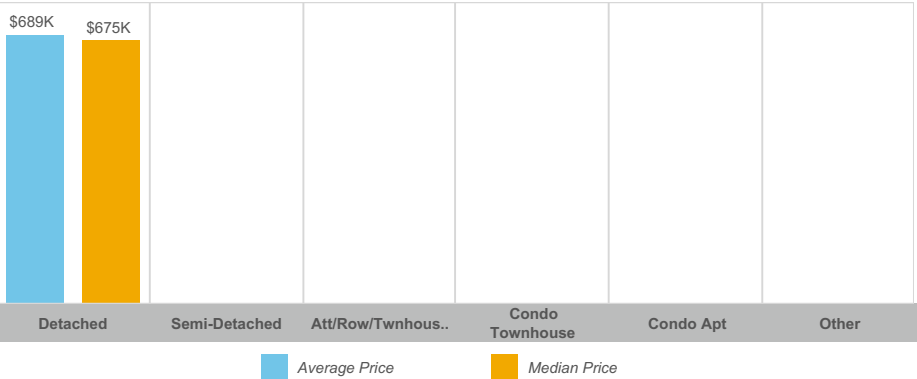 $689K
$675K
Detached
Semi-Detached
Att/Row/Twnhous..
Condo
Townhouse
Condo Apt
Other
Average Price
Median Price